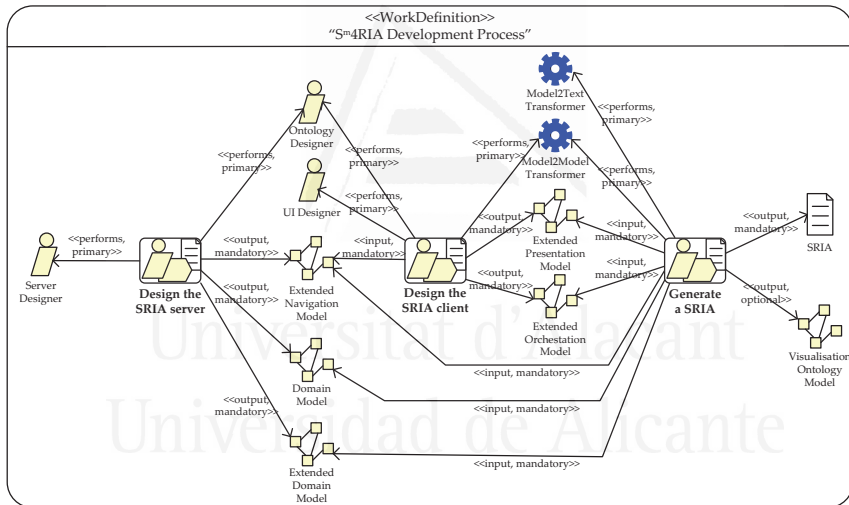 <<WorkDefinition>>
“Sᵐ4RIA Development Process”
Model2Text
Transformer
<<performs,
primary>>
Ontology
Designer
<<performs,
primary>>
<<performs,
primary>>
Model2Model
Transformer
<<performs,
primary>>
<<performs,
primary>>
UI Designer
<<performs,
primary>>
<<performs,
primary>>
Server
Designer
Design the
SRIA server
<<output,
mandatory>>
Extended
Navigation
Model
<<input,
mandatory>>
Design the
SRIA client
<<output,
mandatory>>
Extended
Presentation
Model
<<input,
mandatory>>
<<output,
mandatory>>
Extended
Orchestation
Model
<<input,
mandatory>>
Generate
a SRIA
<<output,
mandatory>>
SRIA
<<output,
optional>>
Visualisation
Ontology
Model
<<output,
mandatory>>
Domain
Model
<<input, mandatory>>
<<input, mandatory>>
<<output,
mandatory>>
Extended
Domain
Model
<<input, mandatory>>
Universitat d’Alacant
Universidad de Alicante